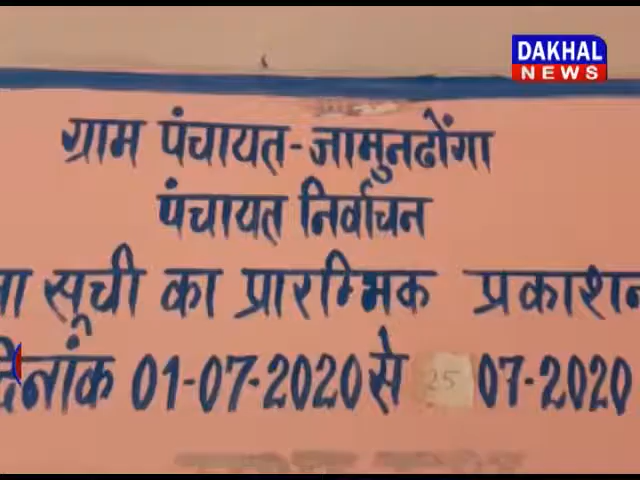 DAKHAL
NEWS
ग्राम पंचायत-जामुनढोंगा
पंचायत निर्वाचन
सूची का प्रारम्भिक प्रकाशन
दिनांक 01-07-2020 से 25 07-2020